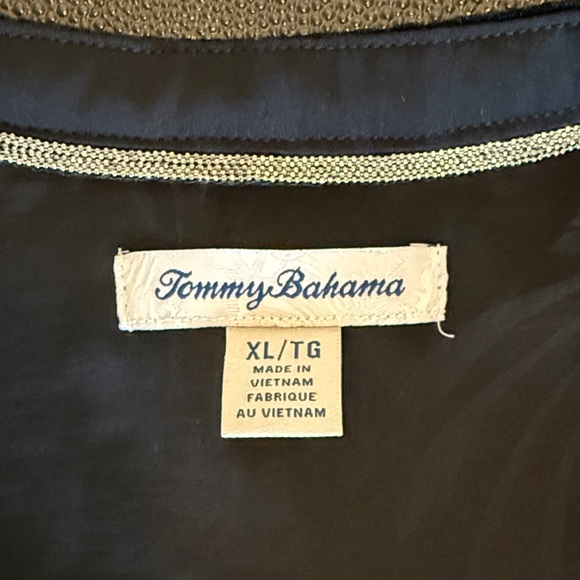 Tommy Bahama
XL/TG
MADE IN
VIETNAM
FABRIQUE
AU VIETNAM